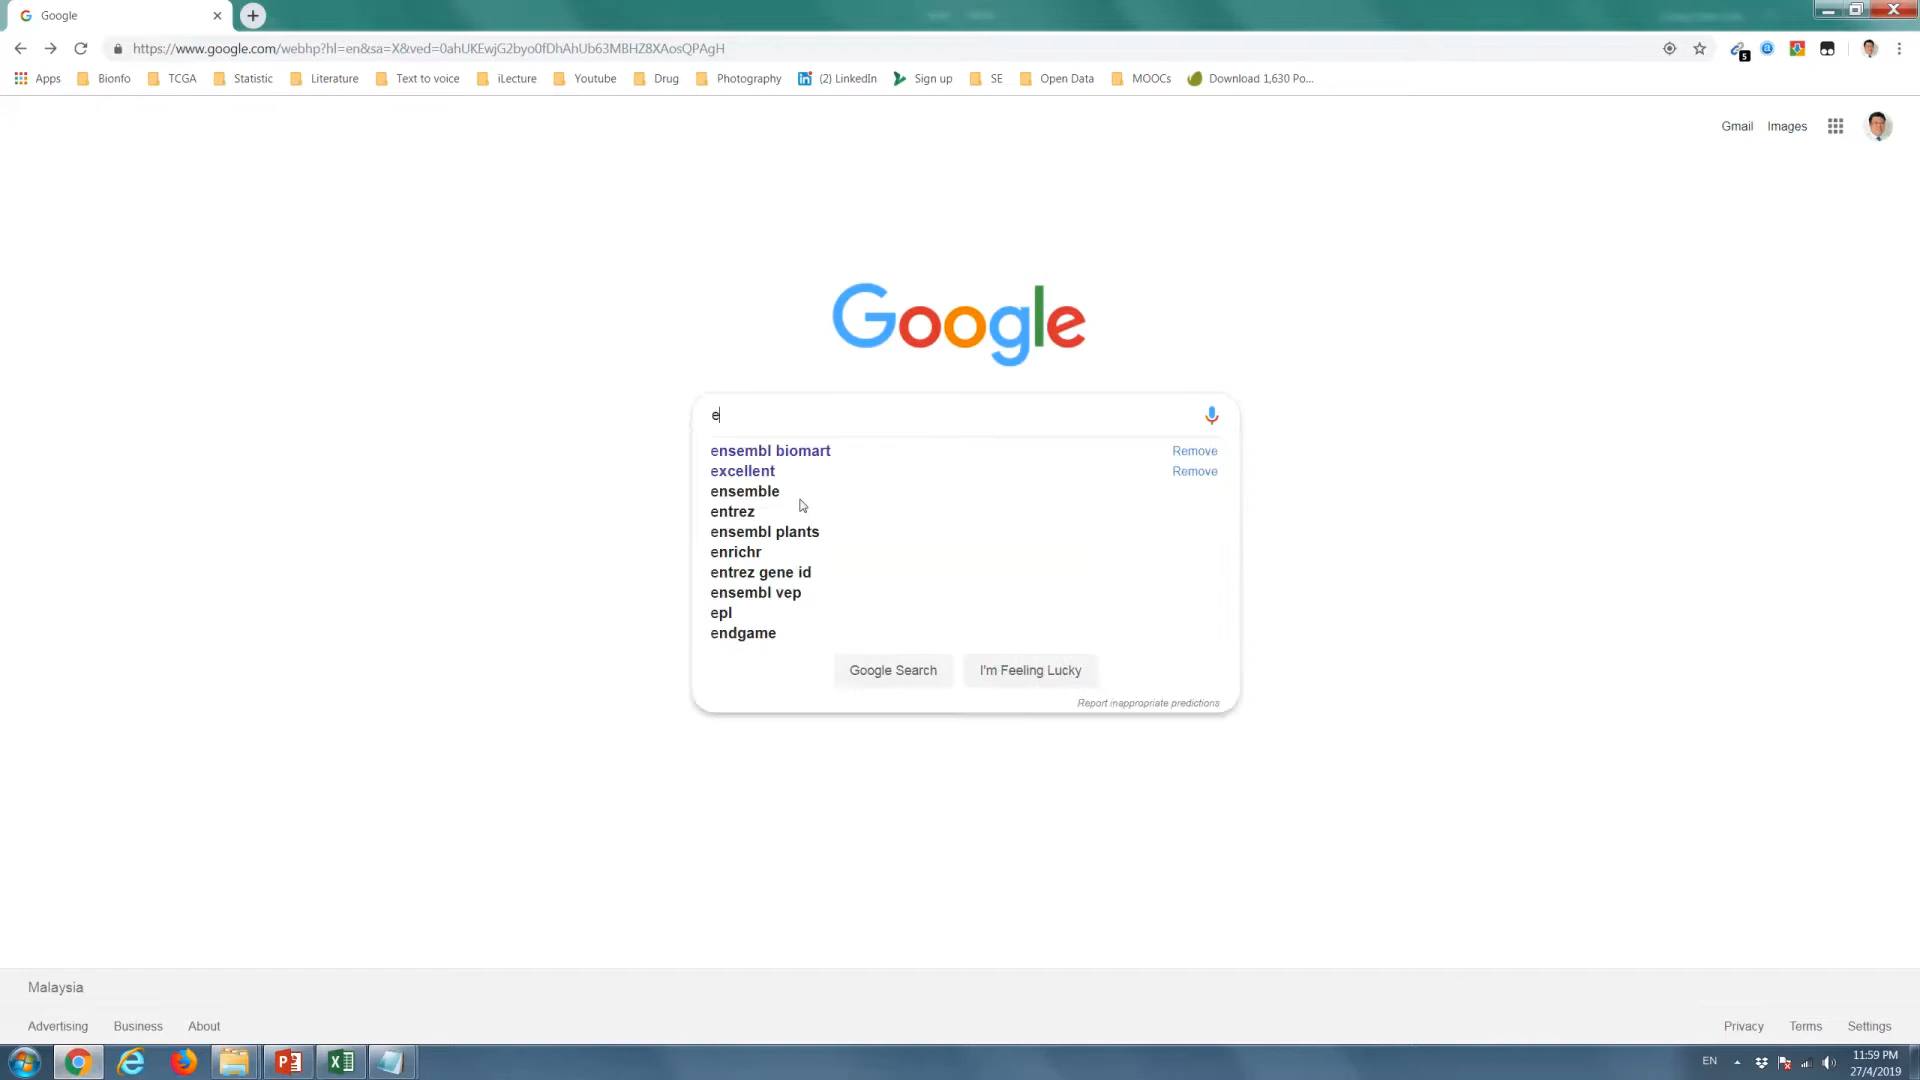 Google
https://www.google.com/webhp?hl=en&sa=X&ved=0ahUKEwjG2byo0fDhAhUb63MBHZ8XAosQPAgH
5
Apps Bionfo TCGA Statistic Literature Text to voice iLecture Youtube Drug Photography (2) LinkedIn Sign up SE Open Data MOOCs Download 1,630 Po...
Gmail Images
Google
e
ensembl biomart Remove
excellent Remove
ensemble
entrez
ensembl plants
enrichr
entrez gene id
ensembl vep
epl
endgame
Google Search I'm Feeling Lucky
Report inappropriate predictions
Malaysia
Advertising Business About Privacy Terms Settings
EN 11:59 PM
27/4/2019